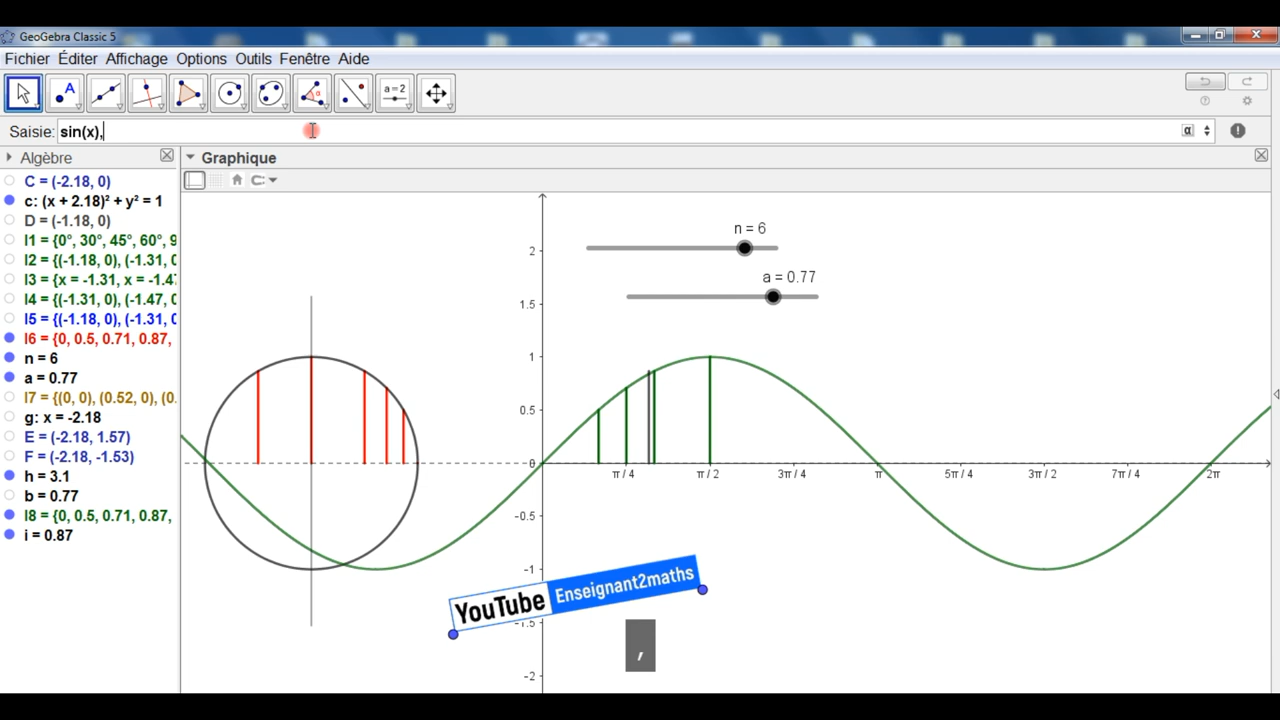 GeoGebra Classic 5
Fichier Éditer Affichage Options Outils Fenêtre Aide
A
α
a = 2
Saisie: sin(x),
α
Algèbre
Graphique
C = (-2.18, 0)
c: (x + 2.18)² + y² = 1
D = (-1.18, 0)
l1 = {0°, 30°, 45°, 60°, 9
l2 = {(-1.18, 0), (-1.31, 0
l3 = {x = -1.31, x = -1.47
l4 = {(-1.31, 0), (-1.47, 0
l5 = {(-1.18, 0), (-1.31, 0
l6 = {0, 0.5, 0.71, 0.87,
n = 6
a = 0.77
l7 = {(0, 0), (0.52, 0), (0.
g: x = -2.18
E = (-2.18, 1.57)
F = (-2.18, -1.53)
h = 3.1
b = 0.77
l8 = {0, 0.5, 0.71, 0.87,
i = 0.87
n = 6
a = 0.77
2
1.5
1
0.5
0
-0.5
-1
-1.5
-2
π / 4
π / 2
3π / 4
π
5π / 4
3π / 2
7π / 4
2π
YouTube Enseignant2maths
,